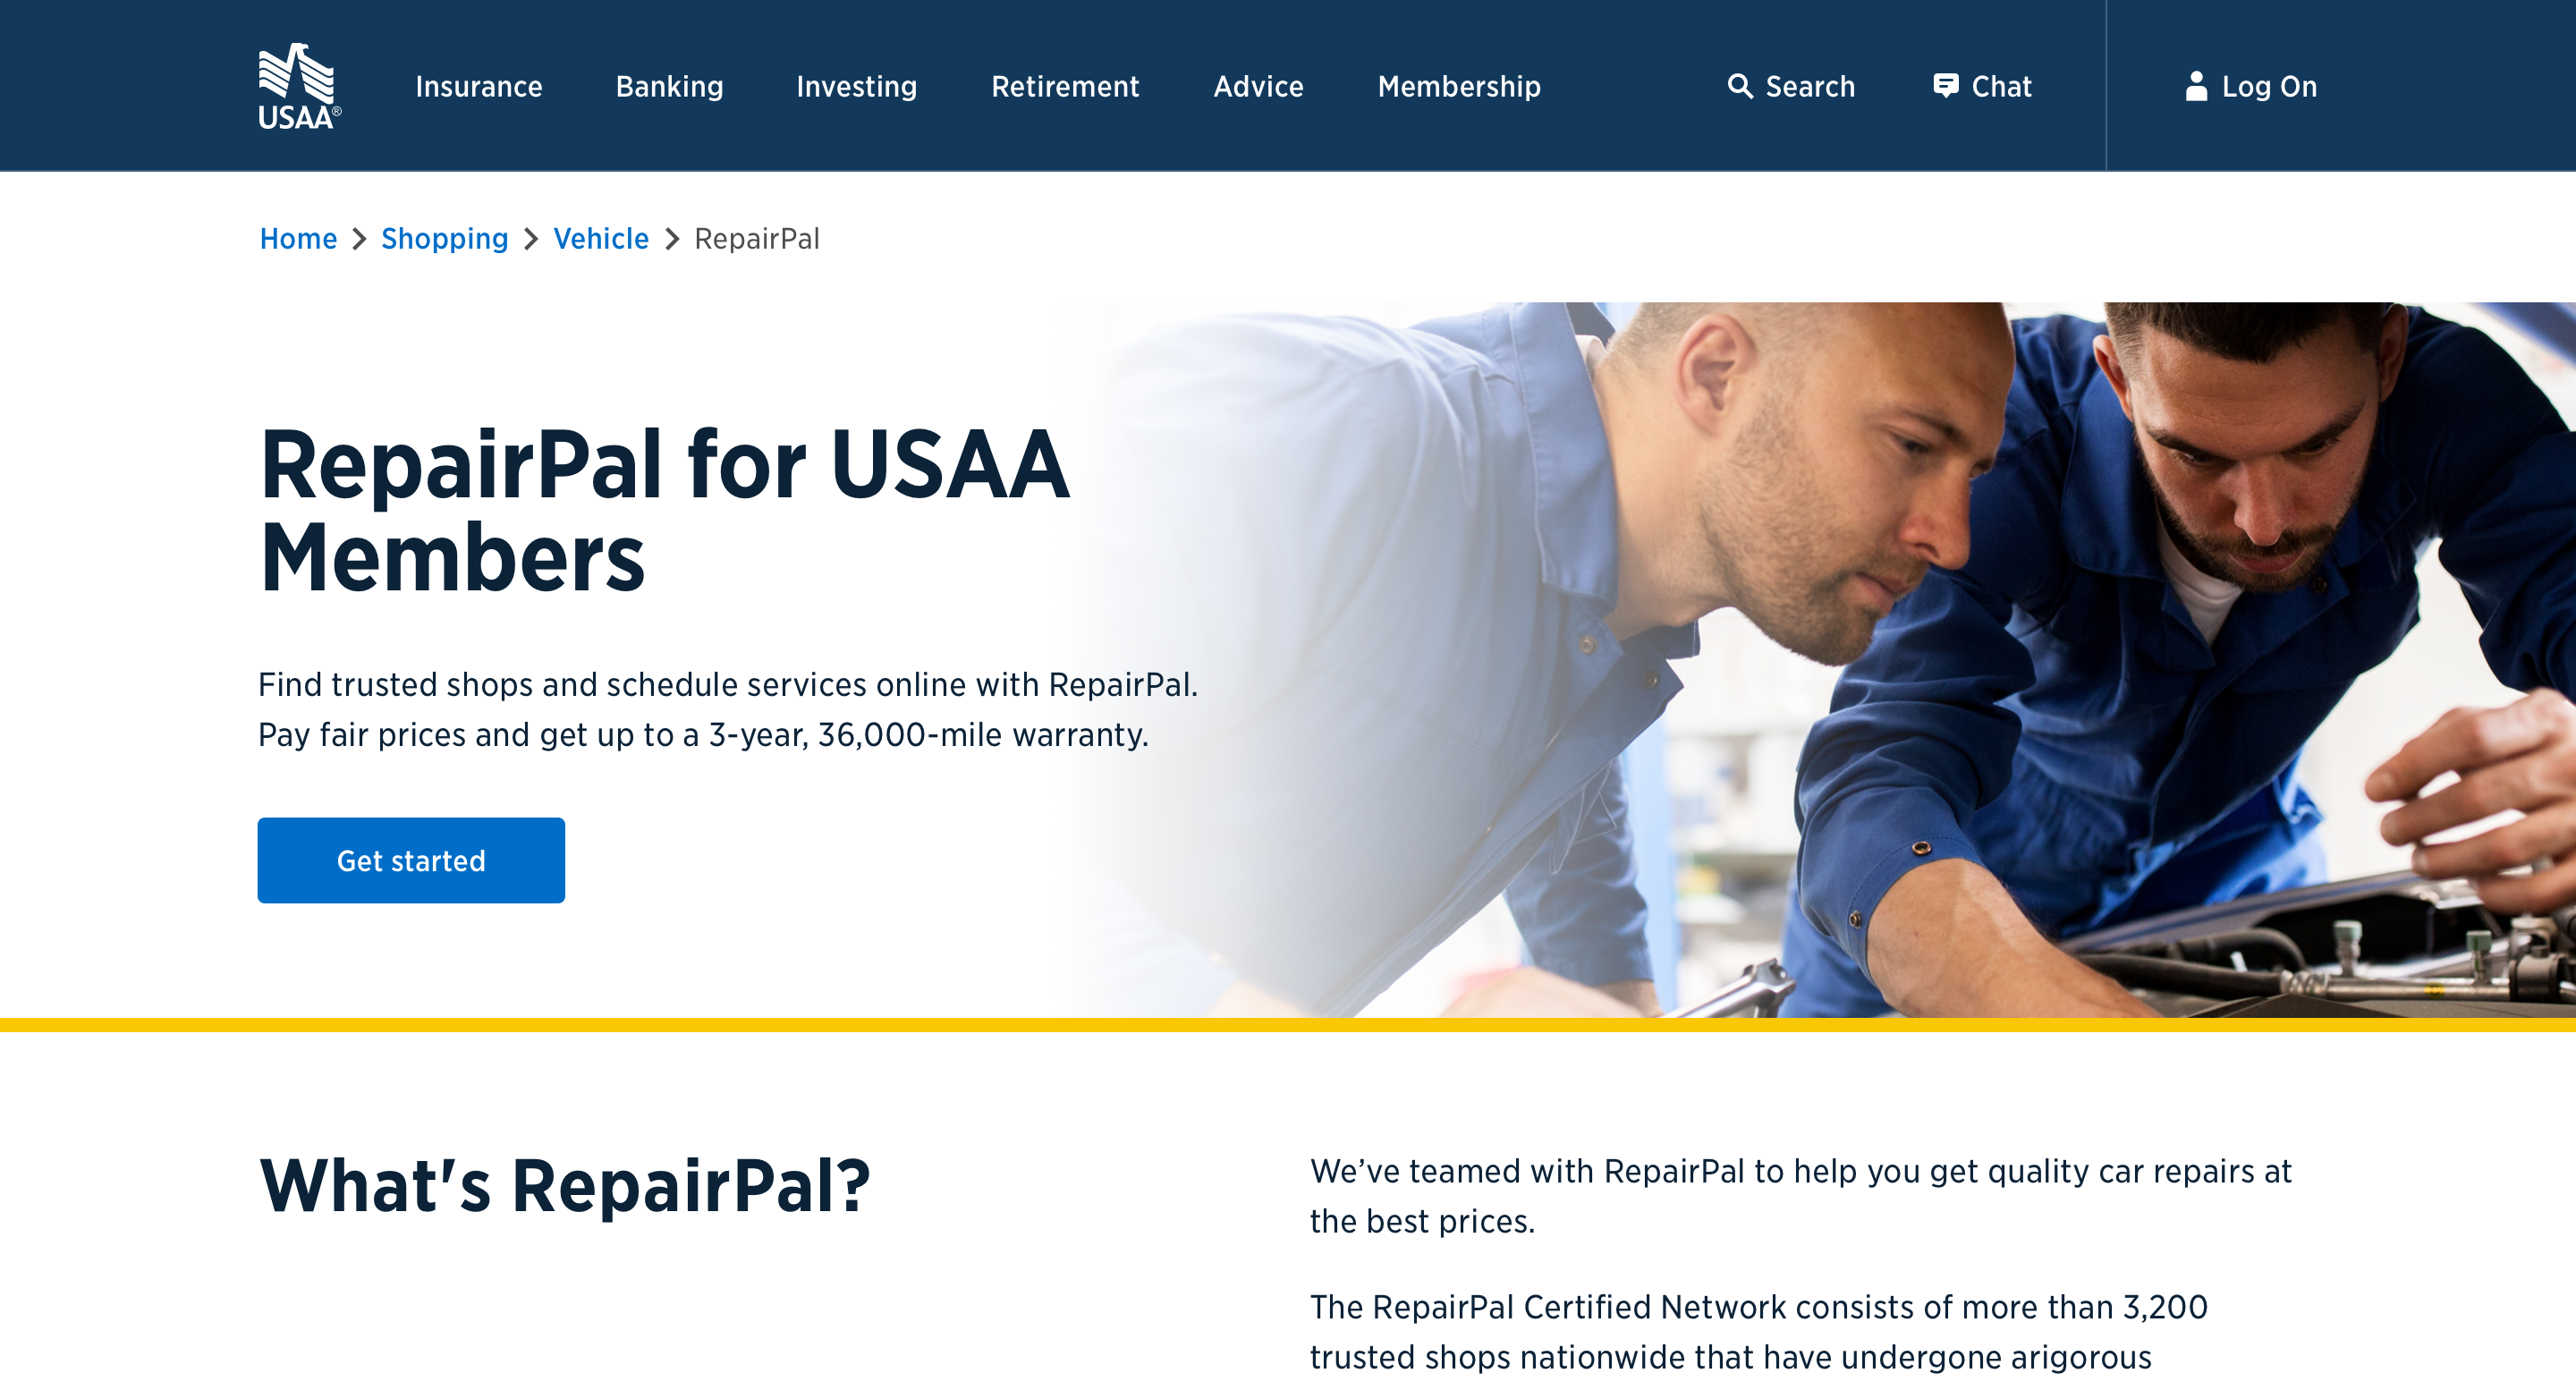 USAA®
Insurance
Banking
Investing
Retirement
Advice
Membership
Search
Chat
Log On
Home
Shopping
Vehicle
RepairPal
RepairPal for USAA
Members
Find trusted shops and schedule services online with RepairPal.
Pay fair prices and get up to a 3-year, 36,000-mile warranty.
Get started
What's RepairPal?
We’ve teamed with RepairPal to help you get quality car repairs at
the best prices.
The RepairPal Certified Network consists of more than 3,200
trusted shops nationwide that have undergone arigorous